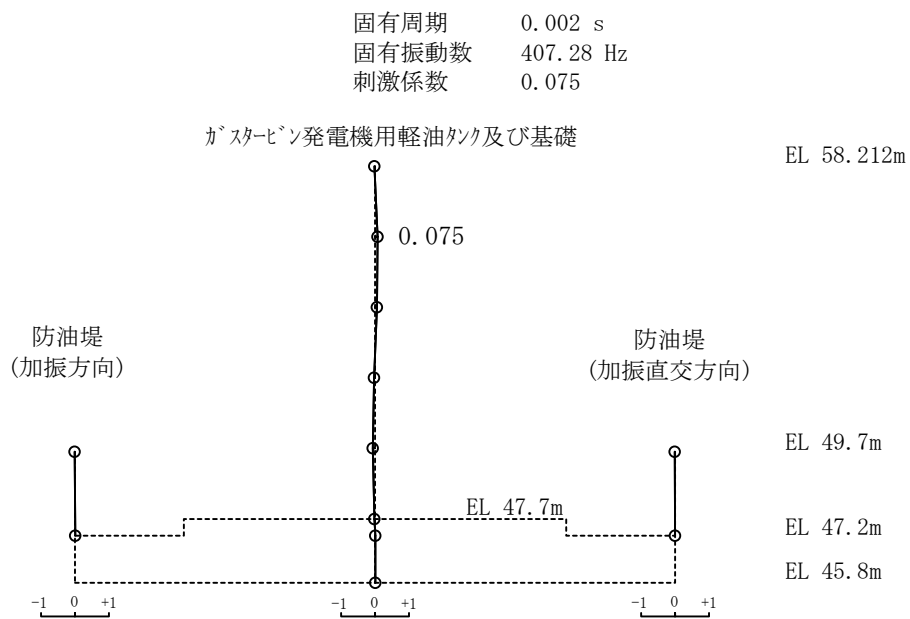 固有周期 0.002 s
固有振動数 407.28 Hz
刺激係数 0.075
ガスタービン発電機用軽油タンク及び基礎
EL 58.212m
0.075
防油堤
(加振方向)
防油堤
(加振直交方向)
EL 49.7m
EL 47.7m
EL 47.2m
EL 45.8m
-1 0 +1
-1 0 +1
-1 0 +1